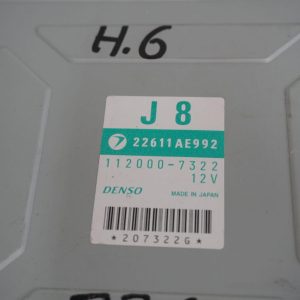 H.6
J 8
22611AE992
112000-7322
12V
DENSO
MADE IN JAPAN
*2073226*